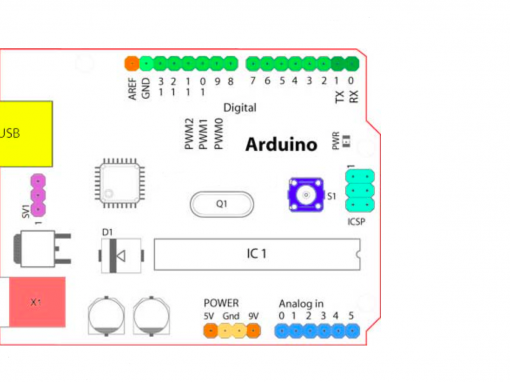 AREF GND 13 12 11 10 9 8 7 6 5 4 3 2 1 0
TX RX
Digital
USB
PWM2 PWM1 PWM0
Arduino
PWR
1
SV1
1
Q1
S1
ICSP
D1
IC 1
X1
POWER
5V Gnd 9V
Analog in
0 1 2 3 4 5